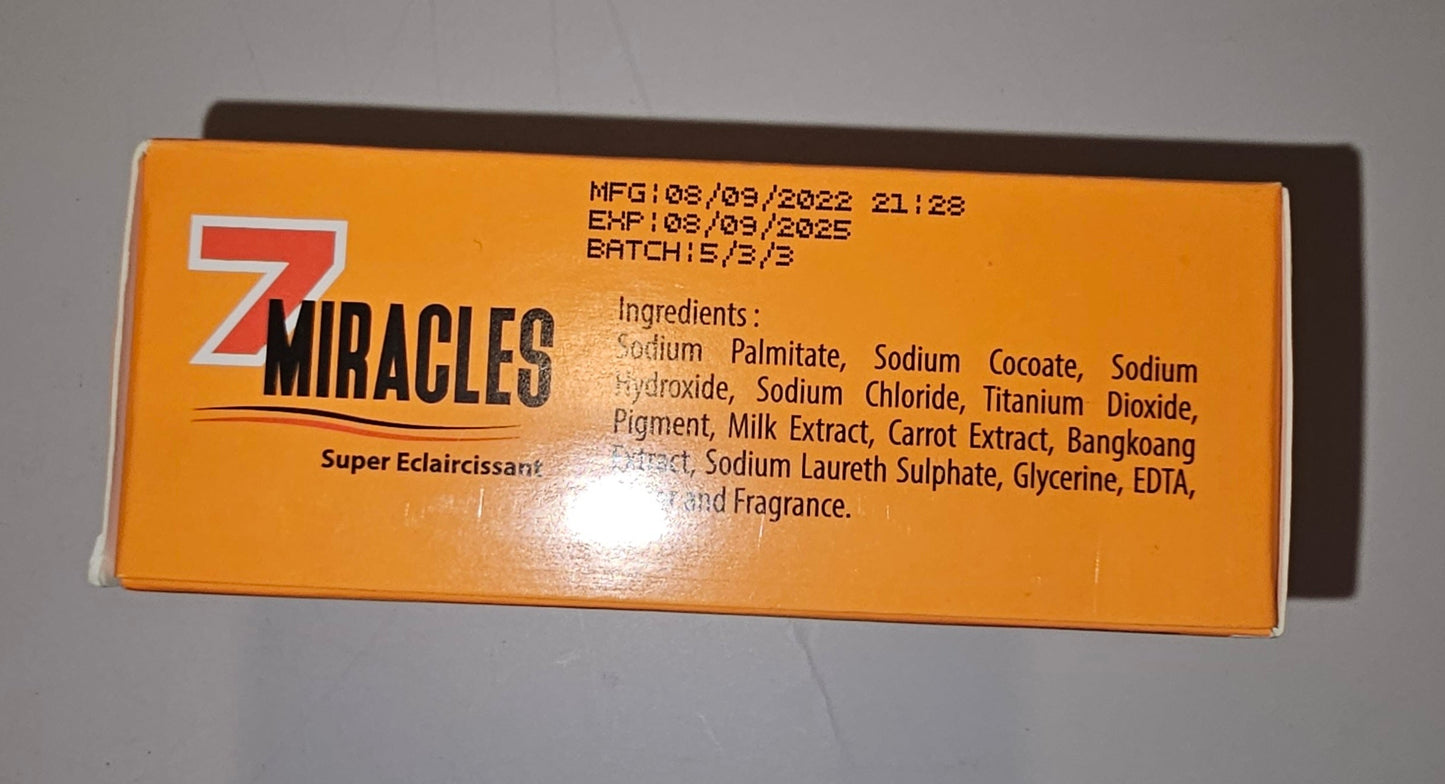 7
MIRACLES
Super Eclaircissant
MFG:08/09/2022 21:28
EXP:08/09/2025
BATCH:5/3/3
Ingredients :
Sodium Palmitate, Sodium Cocoate, Sodium
Hydroxide, Sodium Chloride, Titanium Dioxide,
Pigment, Milk Extract, Carrot Extract, Bangkoang
Extract, Sodium Laureth Sulphate, Glycerine, EDTA,
and Fragrance.